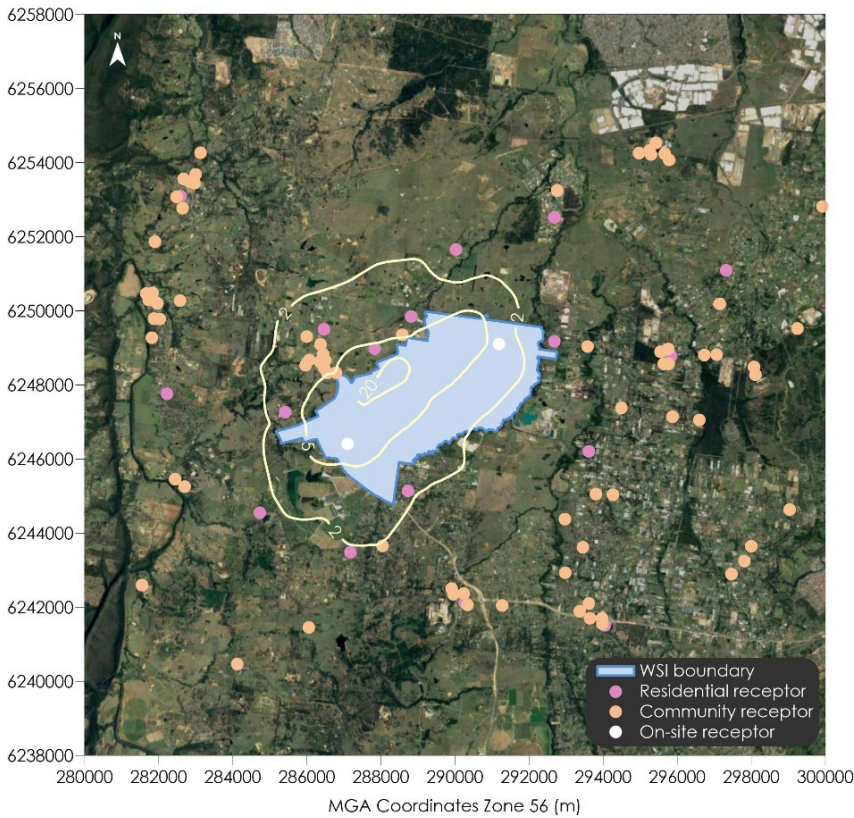 6258000
N
6256000
6254000
6252000
6250000
2
2
6248000
20
6246000
5
6244000
2
6242000
WSI boundary
Residential receptor
6240000
Community receptor
On-site receptor
6238000
280000 282000 284000 286000 288000 290000 292000 294000 296000 298000 300000
MGA Coordinates Zone 56 (m)